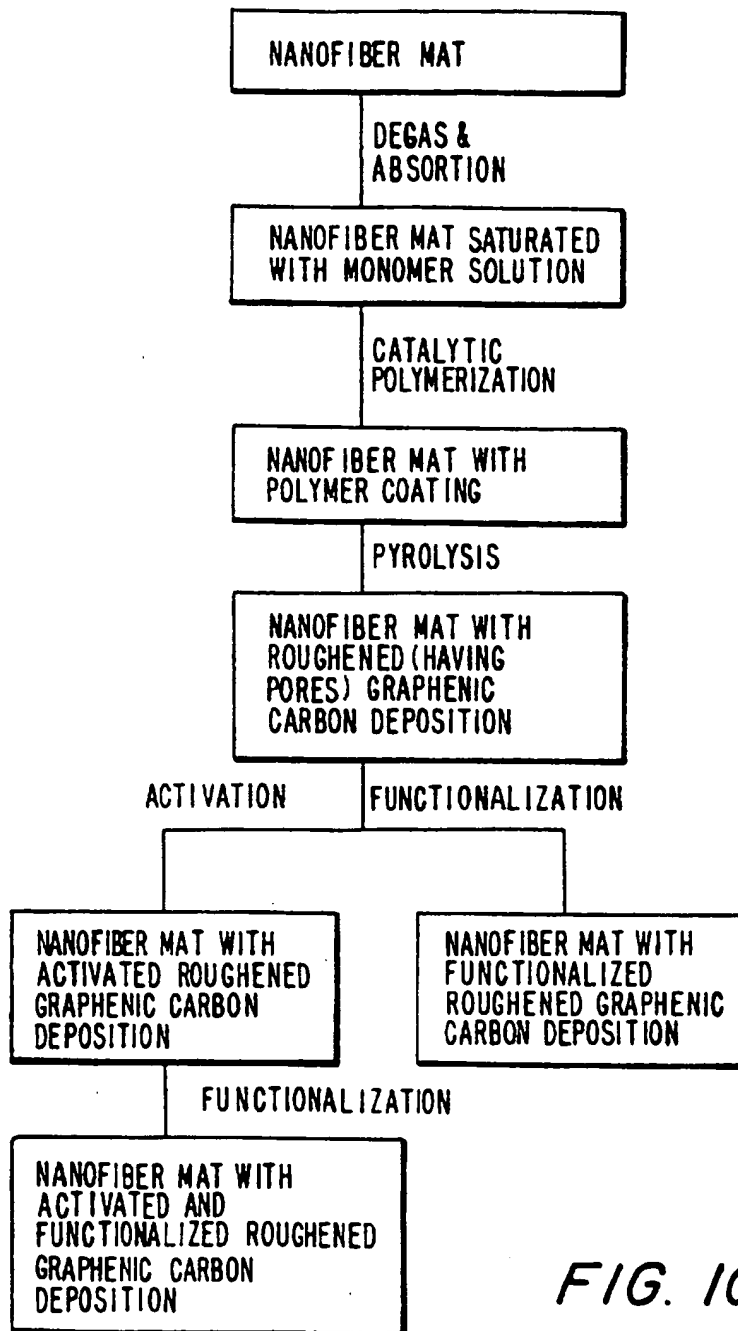 NANOFIBER MAT
DEGAS &
ABSORTION
NANOFIBER MAT SATURATED
WITH MONOMER SOLUTION
CATALYTIC
POLYMERIZATION
NANOFIBER MAT WITH
POLYMER COATING
PYROLYSIS
NANOFIBER MAT WITH
ROUGHENED (HAVING
PORES) GRAPHENIC
CARBON DEPOSITION
ACTIVATION FUNCTIONALIZATION
NANOFIBER MAT WITH
ACTIVATED ROUGHENED
GRAPHENIC CARBON
DEPOSITION
NANOFIBER MAT WITH
FUNCTIONALIZED
ROUGHENED GRAPHENIC
CARBON DEPOSITION
FUNCTIONALIZATION
NANOFIBER MAT WITH
ACTIVATED AND
FUNCTIONALIZED ROUGHENED
GRAPHENIC CARBON
DEPOSITION
FIG.